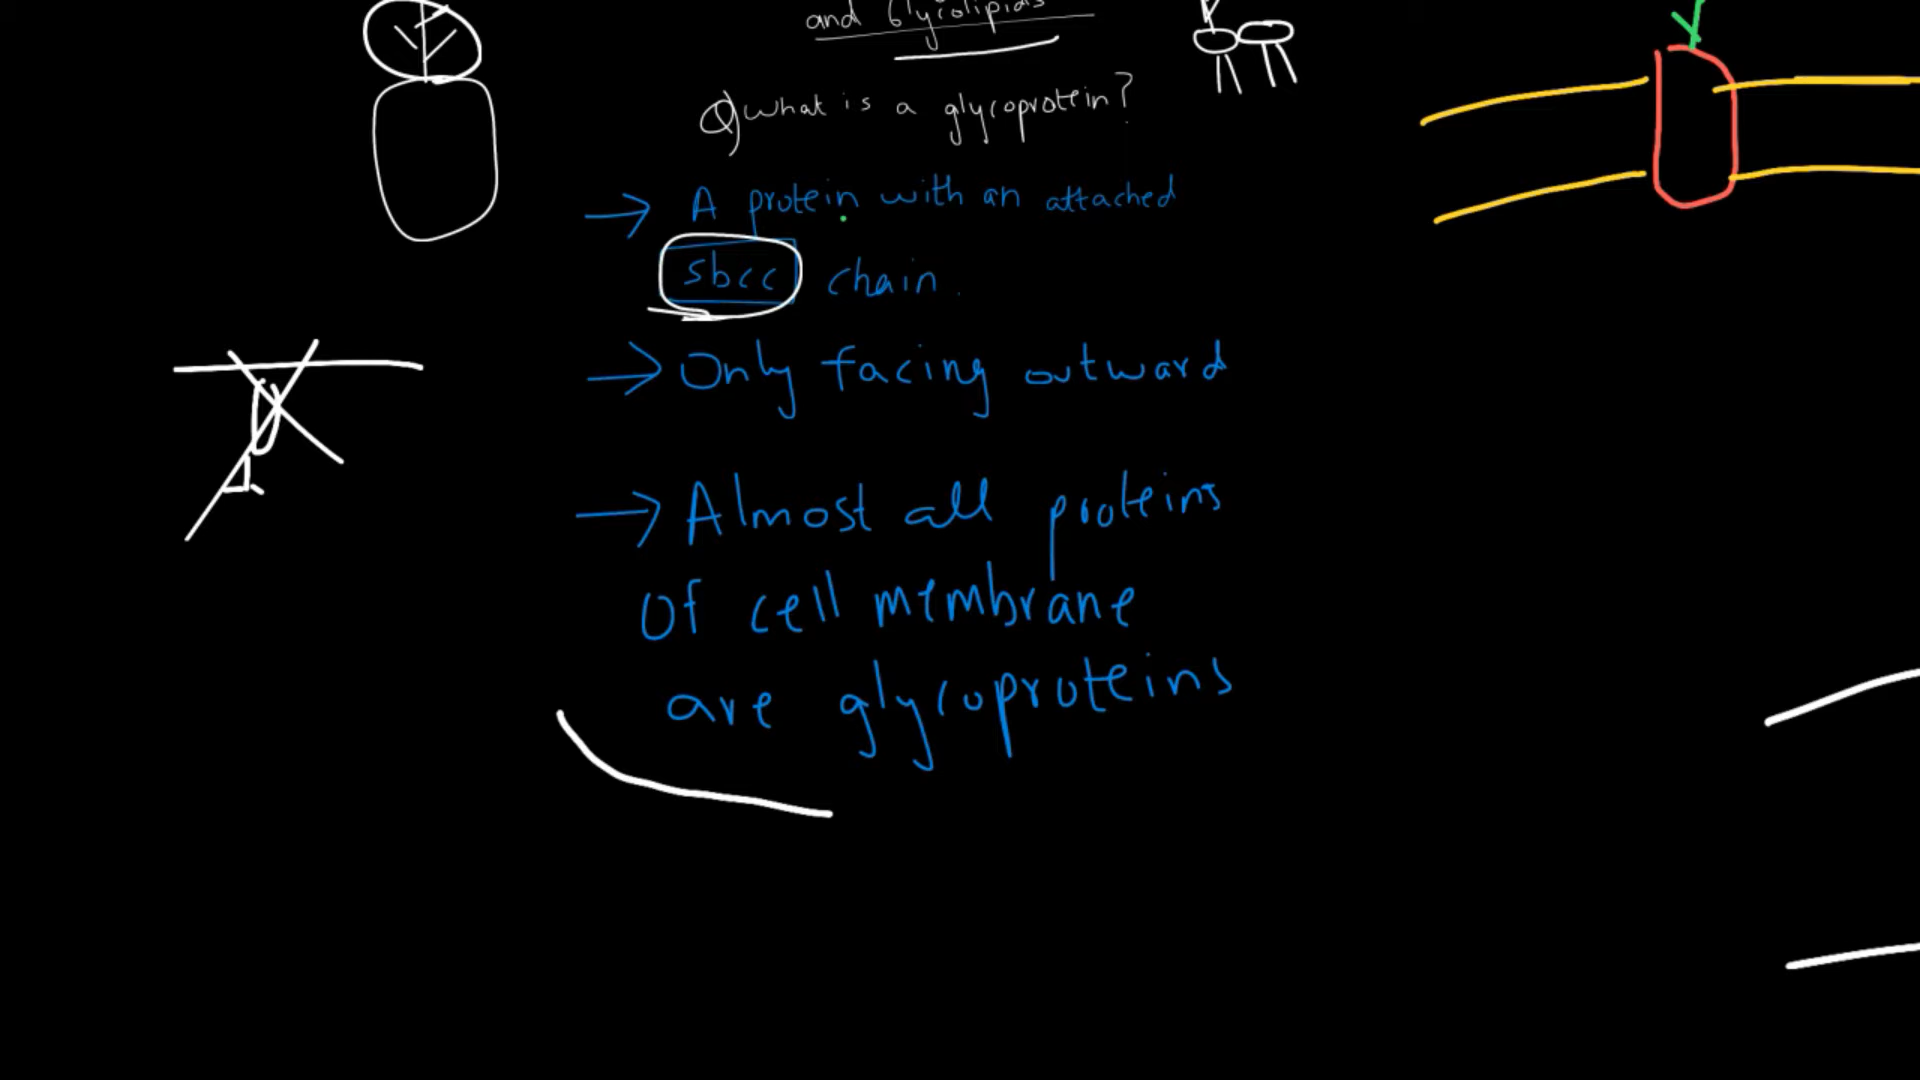 and Glycolipids
Q) What is a glycoprotein?
→ A protein with an attached
sbcc chain.
→ Only facing outward
→ Almost all proteins
of cell membrane
are glycoproteins